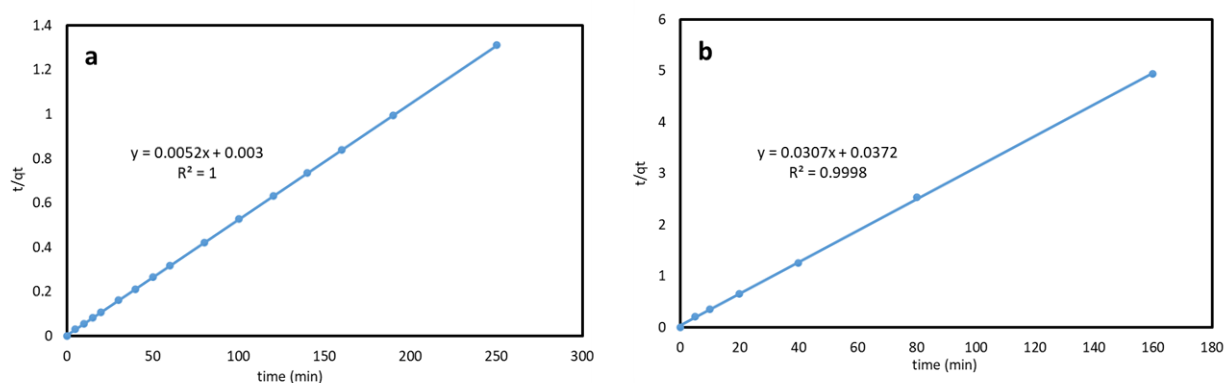 a
1.4
1.2
1
0.8
0.6
0.4
0.2
0
t/qt
y = 0.0052x + 0.003
R² = 1
0 50 100 150 200 250 300
time (min)
b
6
5
4
3
2
1
0
t/qt
y = 0.0307x + 0.0372
R² = 0.9998
0 20 40 60 80 100 120 140 160 180
time (min)